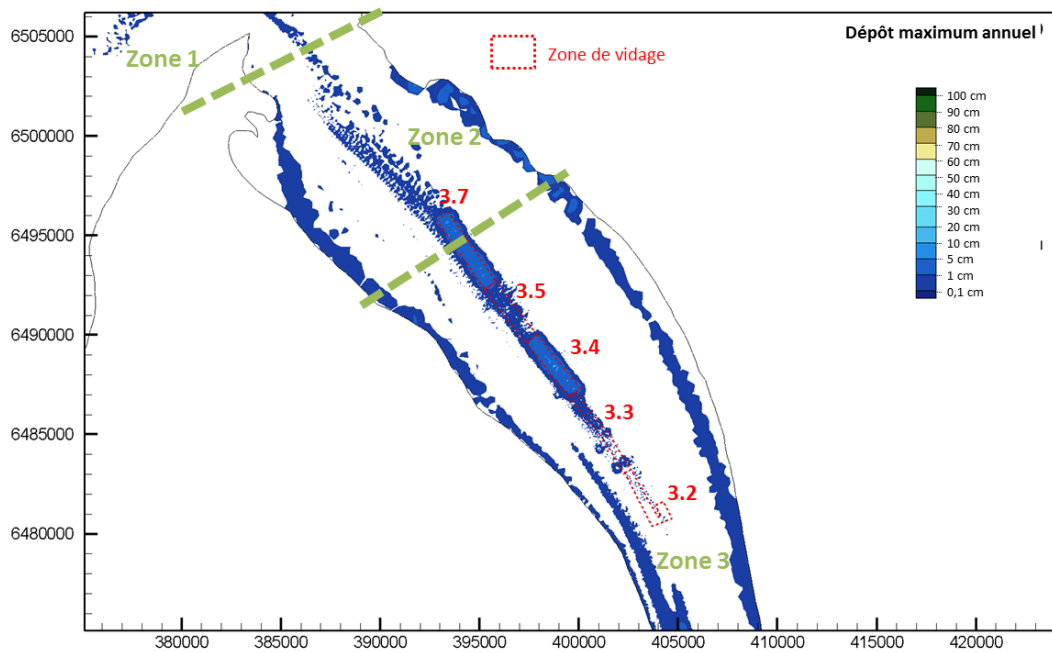 Dépôt maximum annuel
Zone de vidage
Zone 1
Zone 2
Zone 3
3.7
3.5
3.4
3.3
3.2
100 cm
90 cm
80 cm
70 cm
60 cm
50 cm
40 cm
30 cm
20 cm
10 cm
5 cm
1 cm
0,1 cm
6505000
6500000
6495000
6490000
6485000
6480000
380000 385000 390000 395000 400000 405000 410000 415000 420000